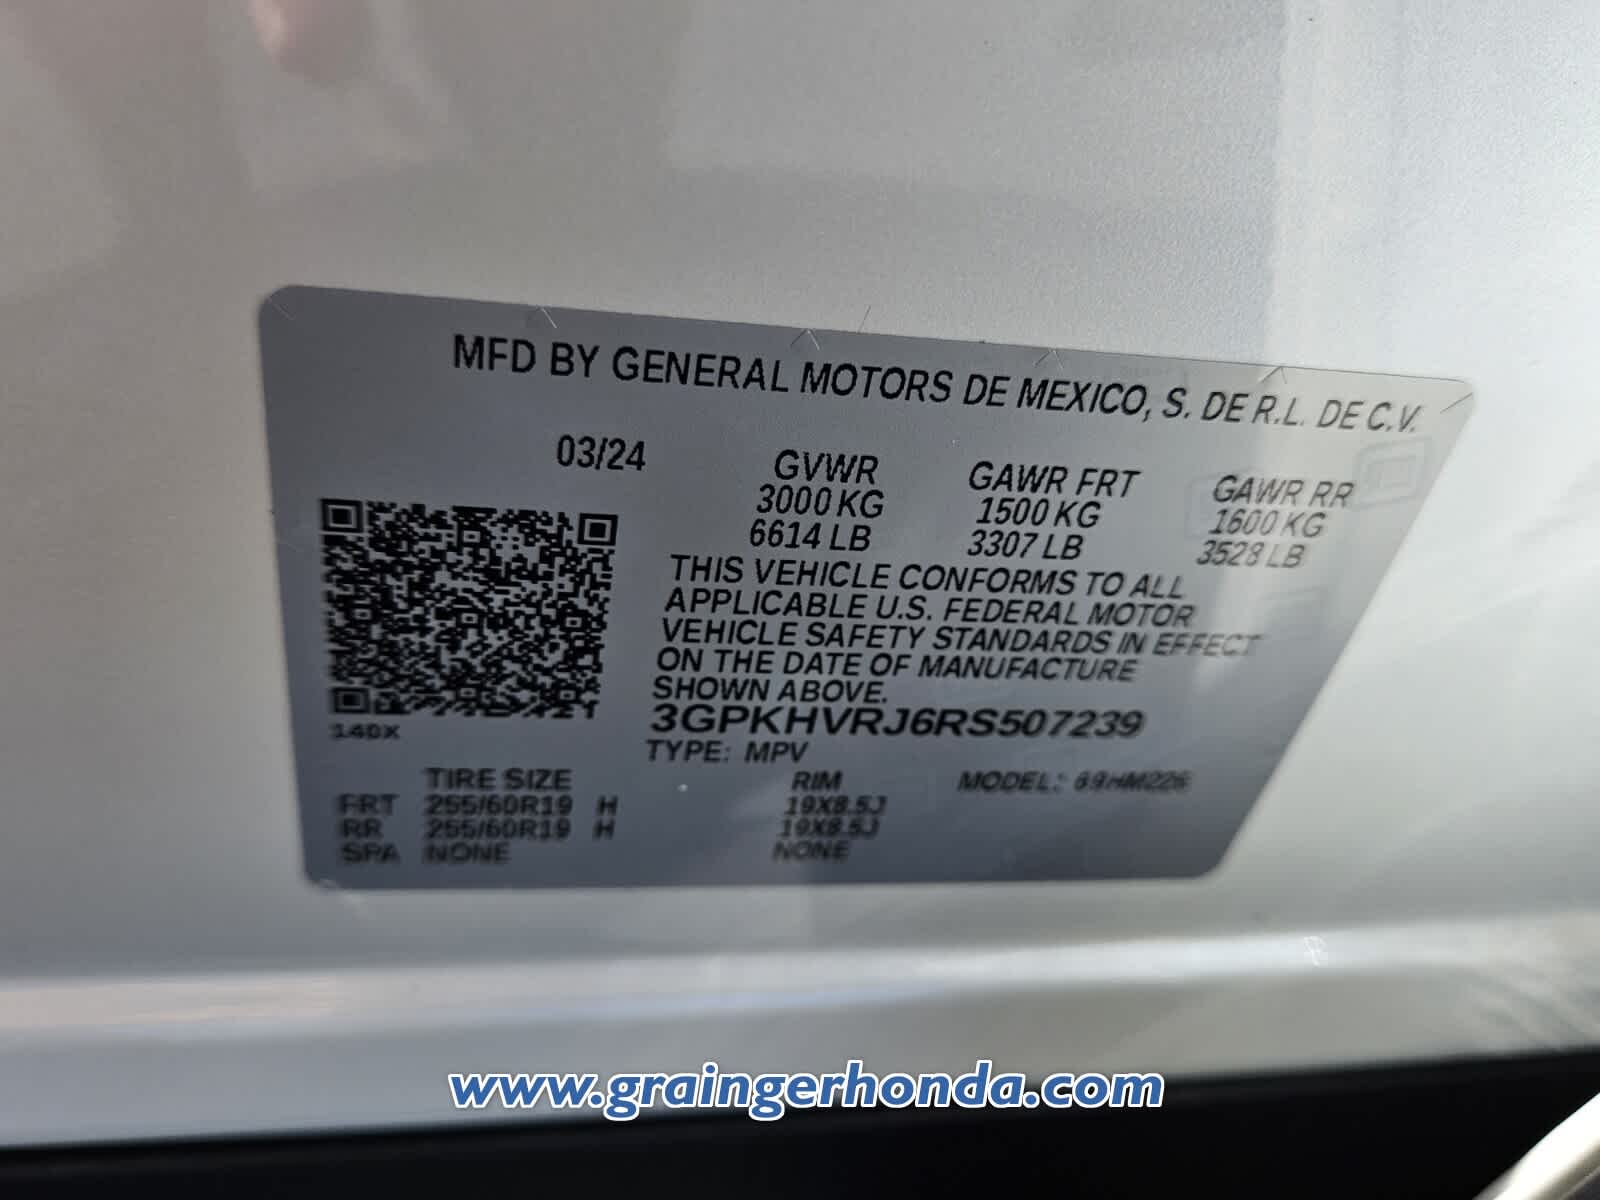 MFD BY GENERAL MOTORS DE MEXICO, S. DE R.L. DE C.V.
03/24 GVWR GAWR FRT GAWR RR
3000 KG 1500 KG 1600 KG
6614 LB 3307 LB 3528 LB
THIS VEHICLE CONFORMS TO ALL
APPLICABLE U.S. FEDERAL MOTOR
VEHICLE SAFETY STANDARDS IN EFFECT
ON THE DATE OF MANUFACTURE
SHOWN ABOVE.
3GPKHVRJ6RS507239
140X
TYPE: MPV
TIRE SIZE RIM MODEL: 69HM226
FRT 255/60R19 H 19X8.5J
RR 255/60R19 H 19X8.5J
SPA NONE NONE
www.graingerhonda.com